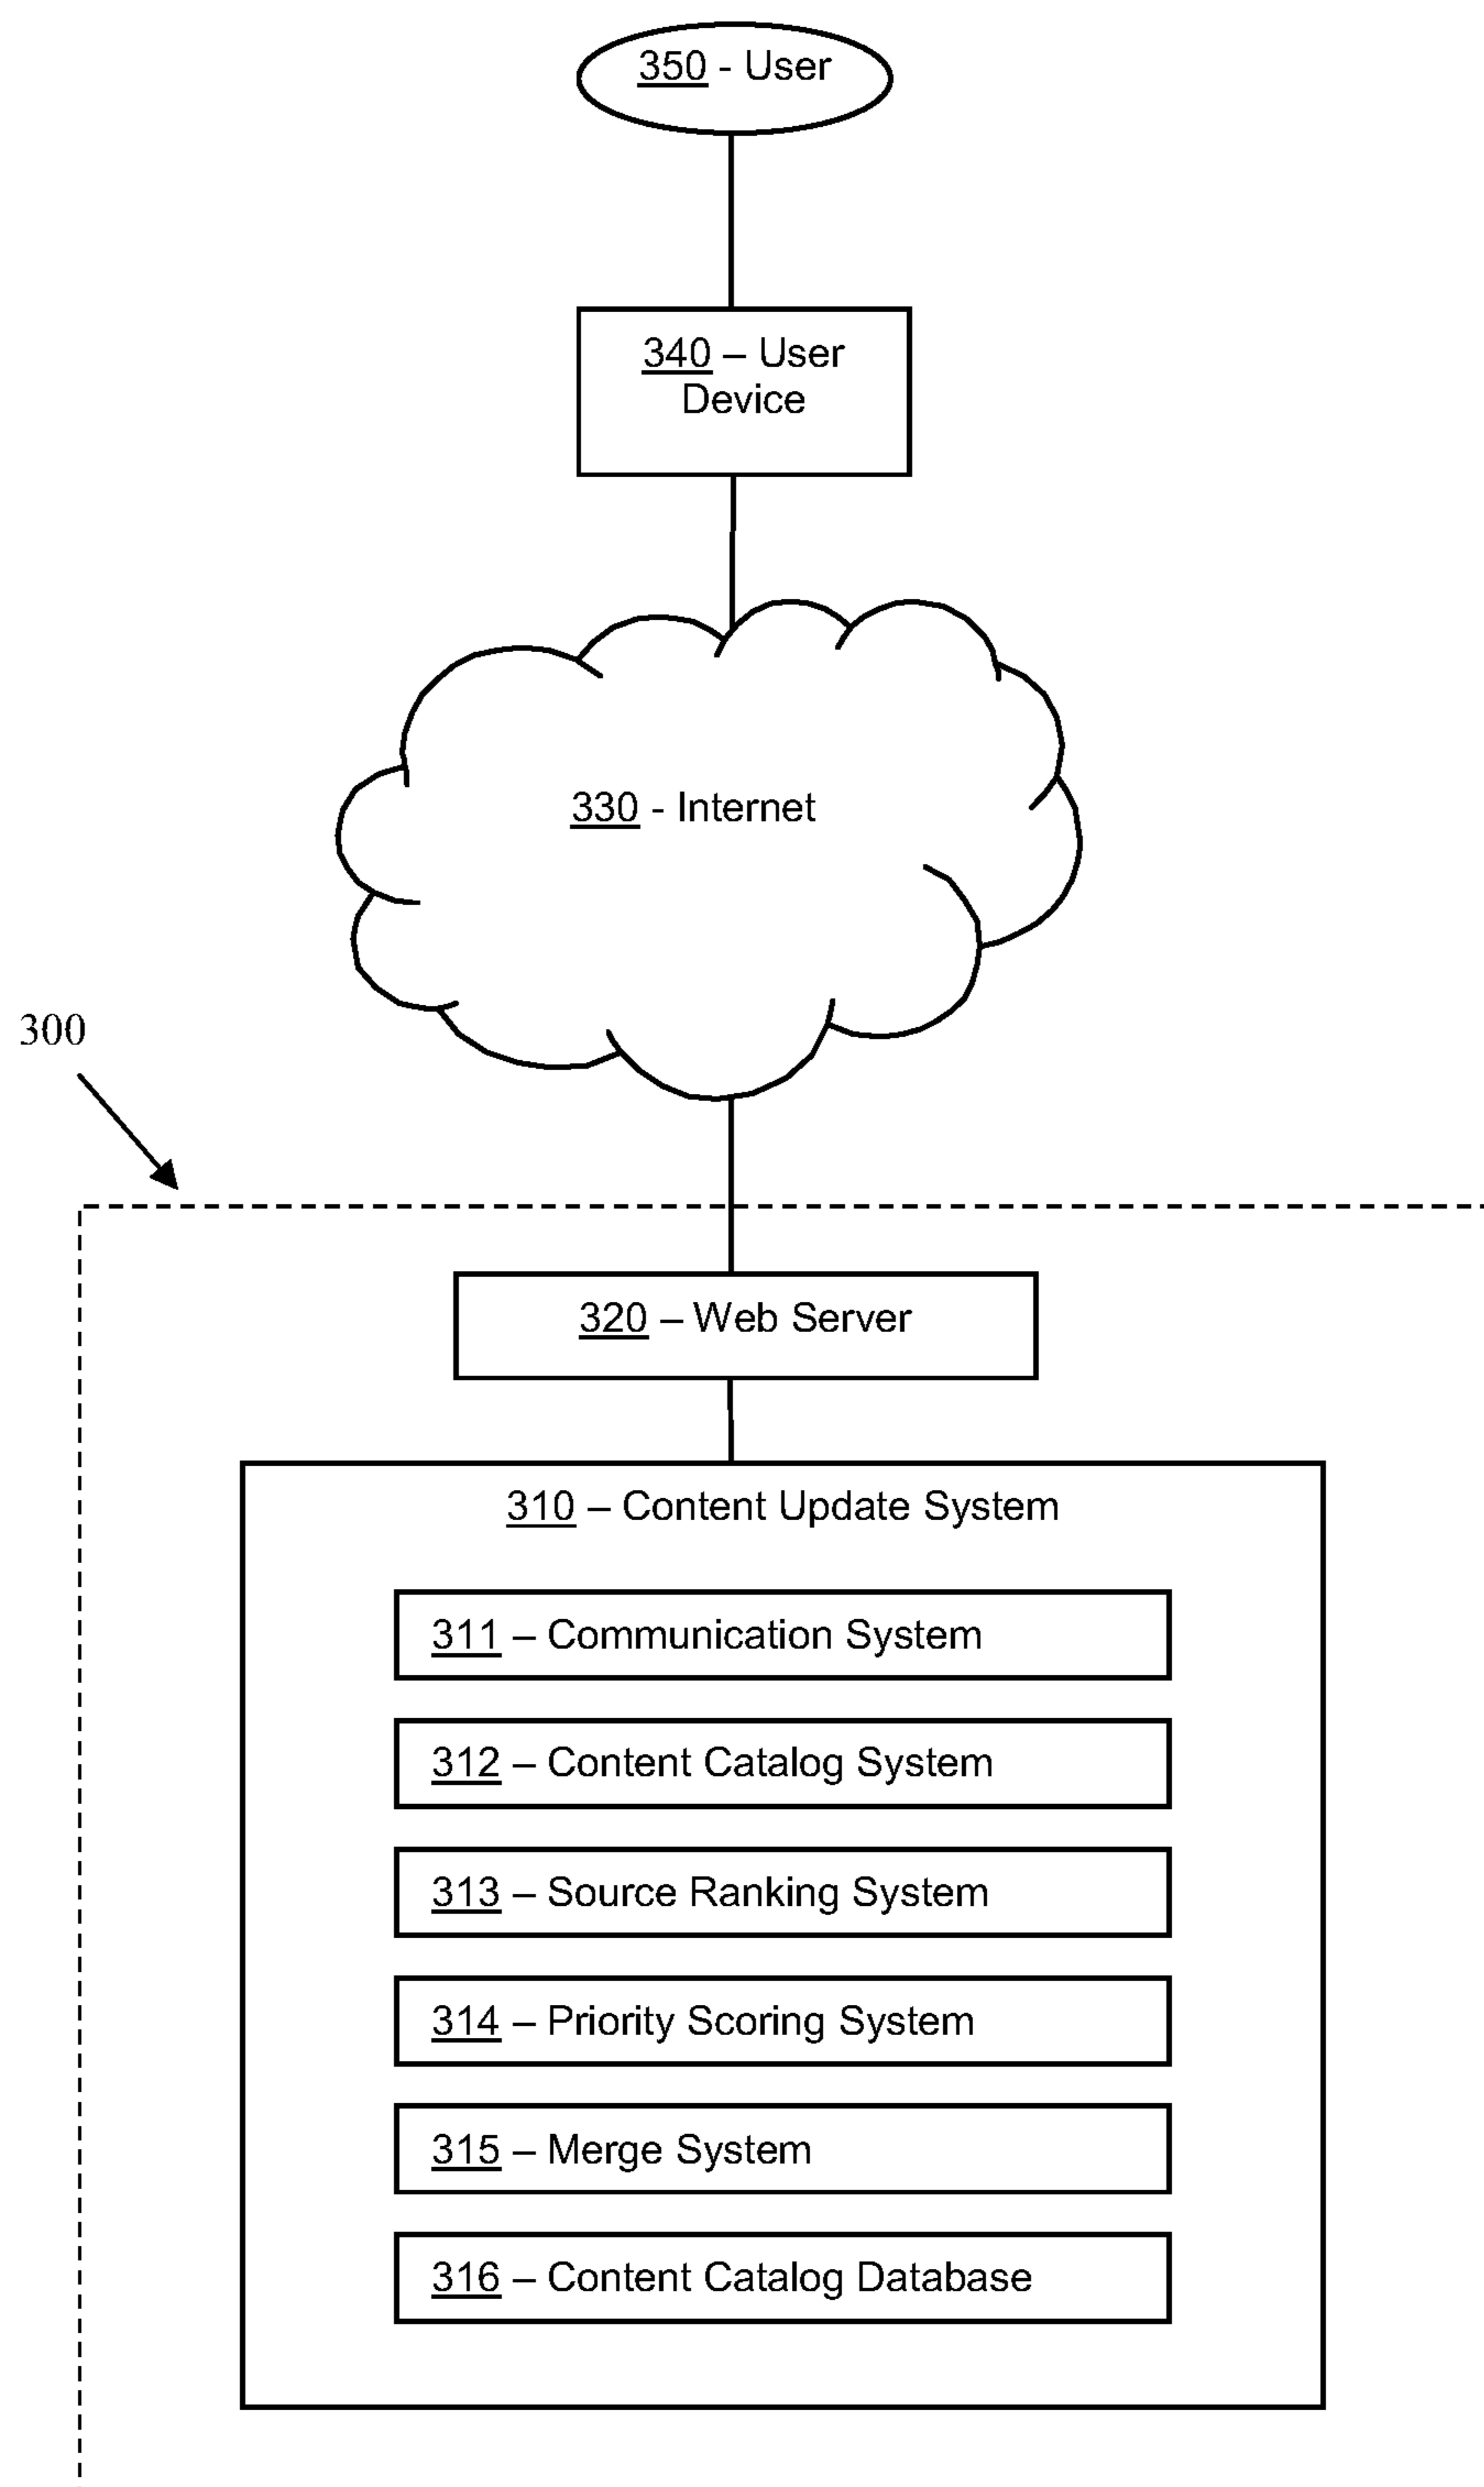 350 - User
340 – User
Device
330 - Internet
300
320 – Web Server
310 – Content Update System
311 – Communication System
312 – Content Catalog System
313 – Source Ranking System
314 – Priority Scoring System
315 – Merge System
316 – Content Catalog Database